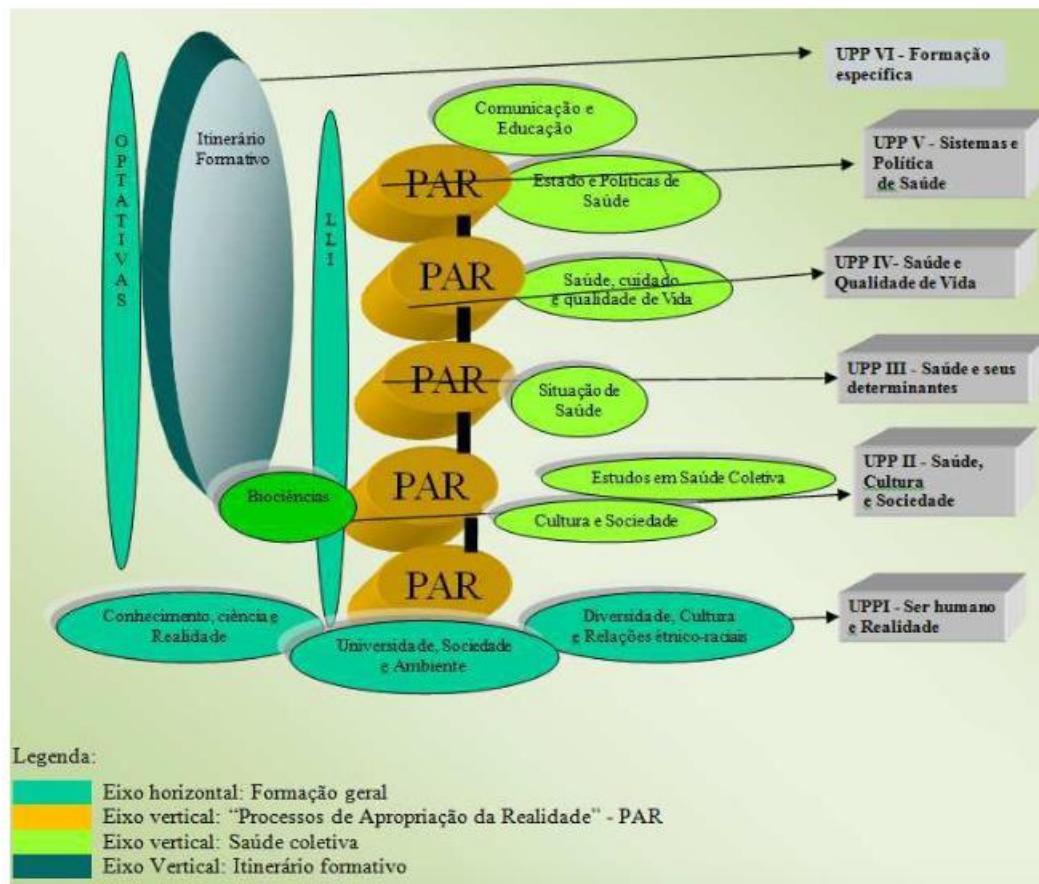 OPTATIVAS
Itinerário
Formativo
LLI
Comunicação e
Educação
PAR
Estado e Políticas de
Saúde
PAR
Saúde, cuidado
e qualidade de Vida
PAR
Situação de
Saúde
Biociências
PAR
Estudos em Saúde Coletiva
Cultura e Sociedade
PAR
Conhecimento, ciência e
Realidade
Universidade, Sociedade
e Ambiente
Diversidade, Cultura
e Relações étnico-raciais
UPP VI - Formação
específica
UPP V - Sistemas e
Política
de Saúde
UPP IV- Saúde e
Qualidade de Vida
UPP III - Saúde e seus
determinantes
UPP II - Saúde,
Cultura
e Sociedade
UPPI - Ser humano
e Realidade
Legenda:
Eixo horizontal: Formação geral
Eixo vertical: “Processos de Apropriação da Realidade” - PAR
Eixo vertical: Saúde coletiva
Eixo Vertical: Itinerário formativo